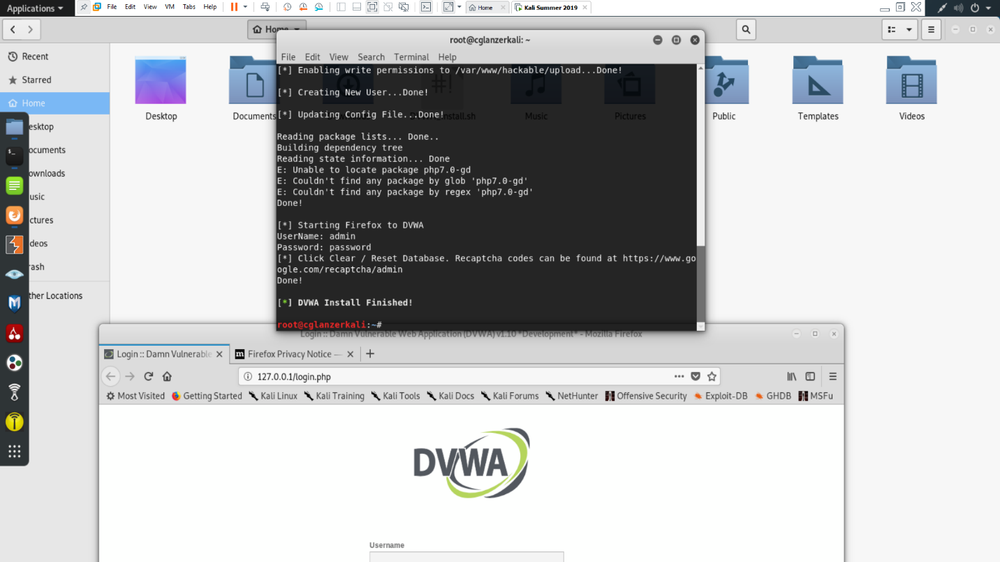 Applications
File Edit View VM Tabs Help
Home
Kali Summer 2019
Home
Recent
Starred
Home
esktop
ocuments
ownloads
usic
ictures
deos
rash
ther Locations
Desktop
Documents
Music
Pictures
Public
Templates
Videos
root@cglanzerkali: ~
File Edit View Search Terminal Help
[*] Enabling write permissions to /var/www/hackable/upload...Done!
[*] Creating New User...Done!
[*] Updating Config File...Done!
Reading package lists... Done..
Building dependency tree
Reading state information... Done
E: Unable to locate package php7.0-gd
E: Couldn't find any package by glob 'php7.0-gd'
E: Couldn't find any package by regex 'php7.0-gd'
Done!
[*] Starting Firefox to DVWA
UserName: admin
Password: password
[*] Click Clear / Reset Database. Recaptcha codes can be found at https://www.go
ogle.com/recaptcha/admin
Done!
[*] DVWA Install Finished!
root@cglanzerkali:~#
Login :: Damn Vulnerable Web Application (DVWA) v1.10 *Development* - Mozilla Firefox
Login :: Damn Vulnerable
Firefox Privacy Notice —
127.0.0.1/login.php
Most Visited Getting Started Kali Linux Kali Training Kali Tools Kali Docs Kali Forums NetHunter Offensive Security Exploit-DB GHDB MSFu
DVWA
Username